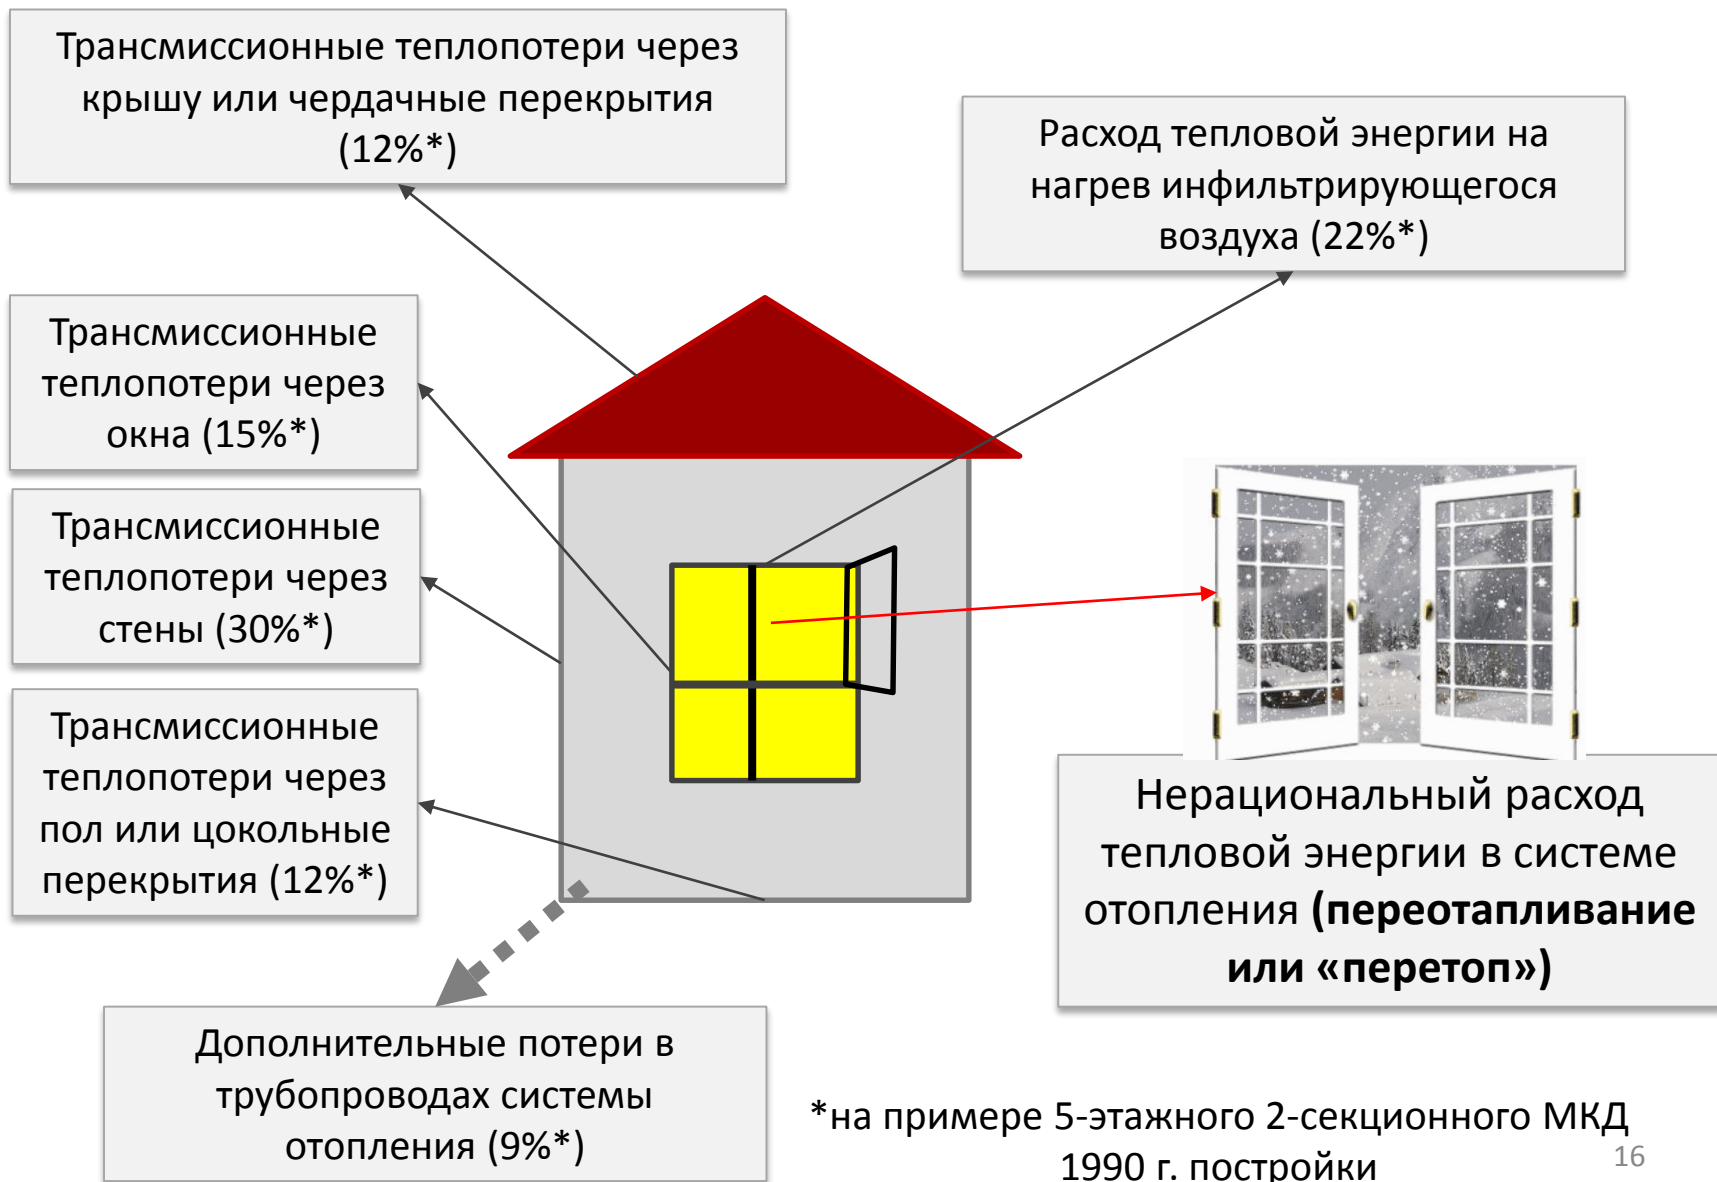 Трансмиссионные теплопотери через
крышу или чердачные перекрытия
(12%*)
Расход тепловой энергии на
нагрев инфильтрирующегося
воздуха (22%*)
Трансмиссионные
теплопотери через
окна (15%*)
Трансмиссионные
теплопотери через
стены (30%*)
Трансмиссионные
теплопотери через
пол или цокольные
перекрытия (12%*)
Нерациональный расход
тепловой энергии в системе
отопления (переотапливание
или «перетоп»)
Дополнительные потери в
трубопроводах системы
отопления (9%*)
*на примере 5-этажного 2-секционного МКД
1990 г. постройки
16